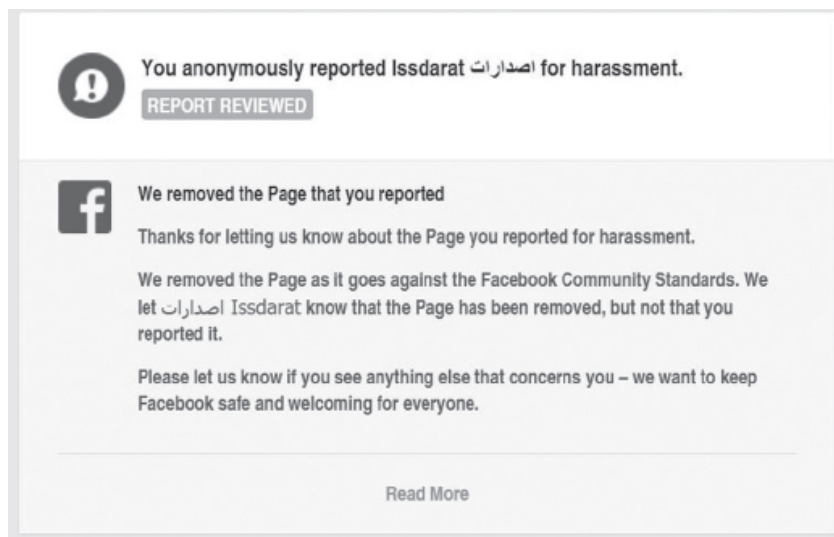 You anonymously reported Issdarat اصدارات for harassment.
REPORT REVIEWED
We removed the Page that you reported
Thanks for letting us know about the Page you reported for harassment.
We removed the Page as it goes against the Facebook Community Standards. We
let اصدارات Issdarat know that the Page has been removed, but not that you
reported it.
Please let us know if you see anything else that concerns you – we want to keep
Facebook safe and welcoming for everyone.
Read More